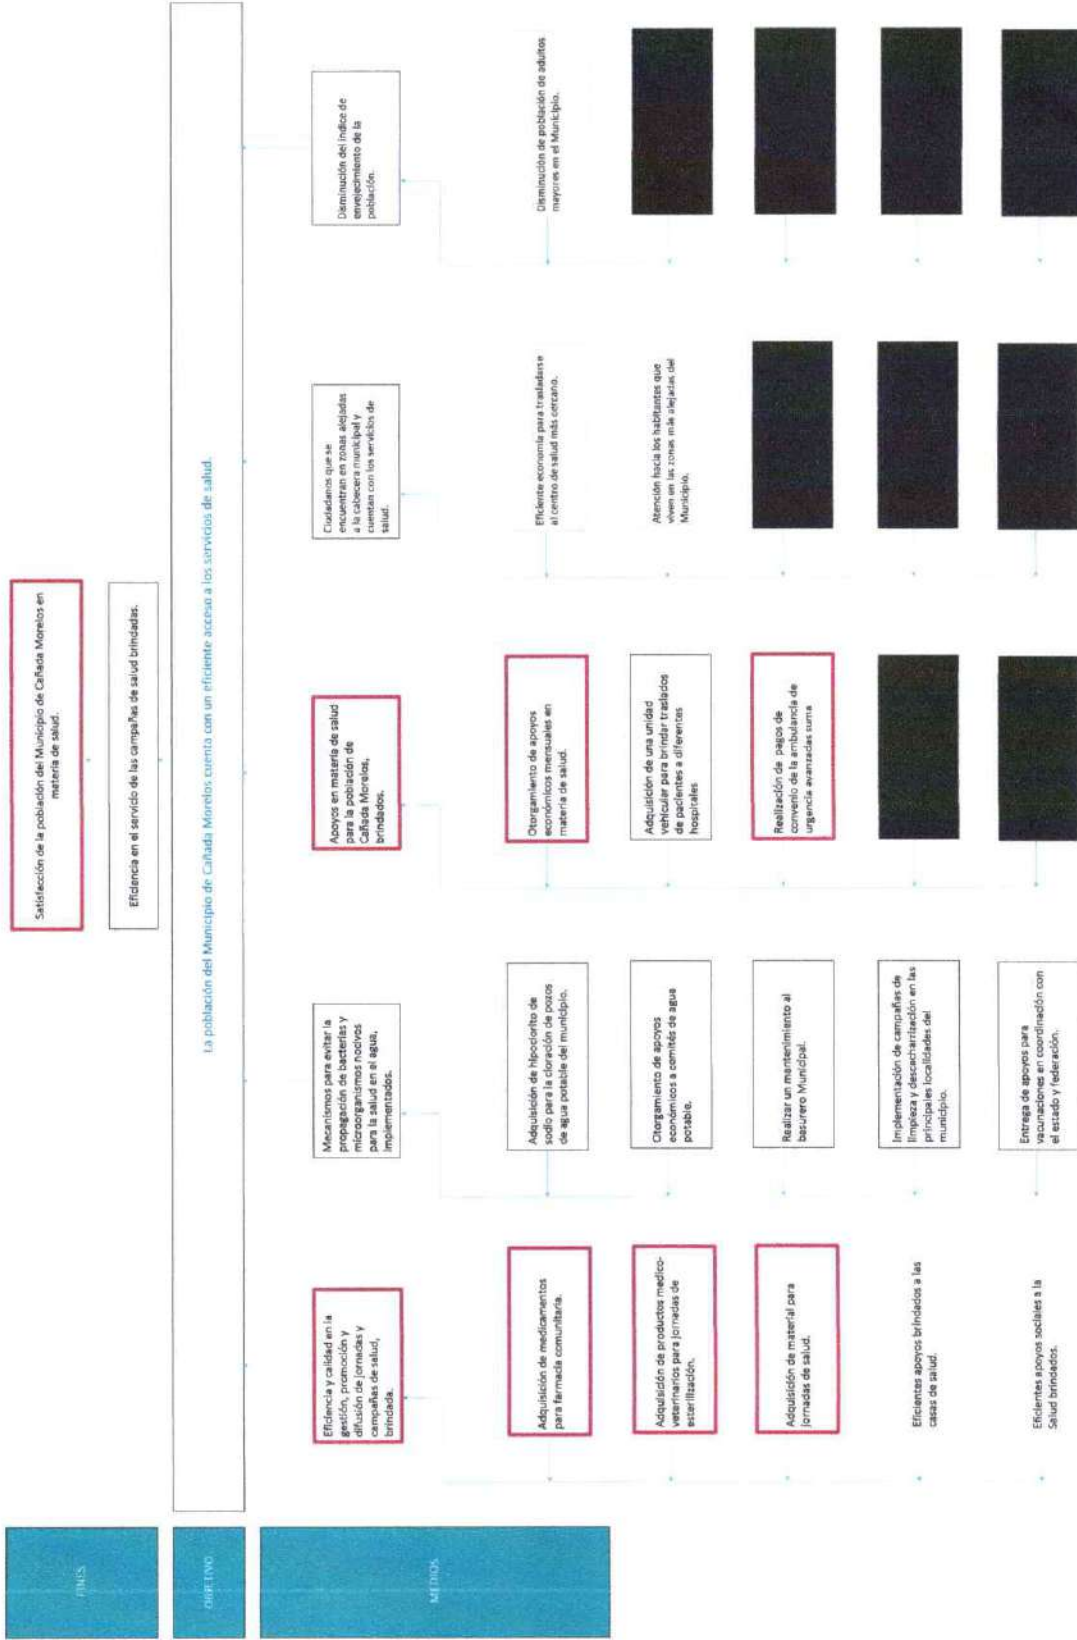 FINES
Satisfacción de la población del Municipio de Cañada Morelos en
materia de salud.
Eficiencia en el servicio de las campañas de salud brindadas.
OBJETIVO
La población del Municipio de Cañada Morelos cuenta con un eficiente acceso a los servicios de salud.
MEDIOS
Eficiencia y calidad en la
gestión, promoción y
difusión de jornadas y
campañas de salud,
brindada.
Adquisición de medicamentos
para farmacia comunitaria.
Adquisición de productos medico-
veterinarios para jornadas de
esterilización.
Adquisición de material para
jornadas de salud.
Eficientes apoyos brindados a las
casas de salud.
Eficientes apoyos sociales a la
Salud brindados.
Mecanismos para evitar la
propagación de bacterias y
microorganismos nocivos
para la salud en el agua,
implementados.
Adquisición de hipoclorito de
sodio para la cloración de pozos
de agua potable del municipio.
Otorgamiento de apoyos
económicos a comités de agua
potable.
Realizar un mantenimiento al
basurero Municipal.
Implementación de campañas de
limpieza y descacharrización en las
principales localidades del
municipio.
Entrega de apoyos para
vacunaciones en coordinación con
el estado y federación.
Apoyos en materia de salud
para la población de
Cañada Morelos,
brindados.
Otorgamiento de apoyos
económicos mensuales en
materia de salud.
Adquisición de una unidad
vehicular para brindar traslados
de pacientes a diferentes
hospitales
Realización de pagos de
convenio de la ambulancia de
urgencia avanzadas suma
Ciudadanos que se
encuentran en zonas alejadas
a la cabecera municipal y
cuentan con los servicios de
salud.
Eficiente economía para trasladarse
al centro de salud más cercano.
Atención hacia los habitantes que
viven en las zonas más alejadas del
Municipio.
Disminución del índice de
envejecimiento de la
población.
Disminución de población de adultos
mayores en el Municipio.